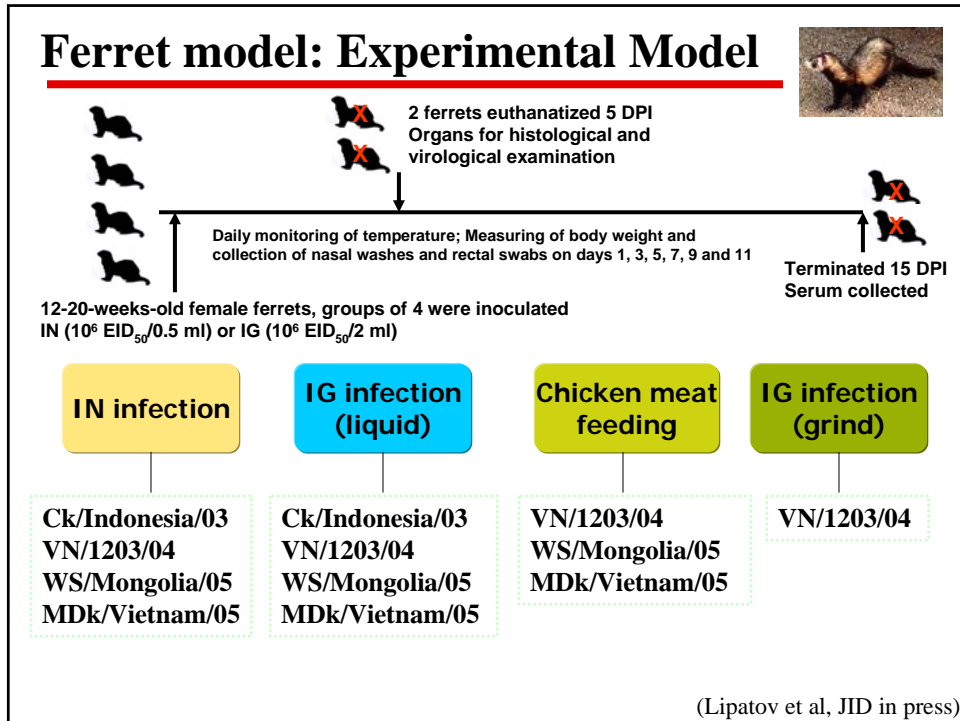 Ferret model: Experimental Model
X
X
2 ferrets euthanatized 5 DPI
Organs for histological and
virological examination
X
X
Daily monitoring of temperature; Measuring of body weight and
collection of nasal washes and rectal swabs on days 1, 3, 5, 7, 9 and 11
Terminated 15 DPI
Serum collected
12-20-weeks-old female ferrets, groups of 4 were inoculated
IN (10⁶ EID₅₀/0.5 ml) or IG (10⁶ EID₅₀/2 ml)
IN infection
IG infection
(liquid)
Chicken meat
feeding
IG infection
(grind)
Ck/Indonesia/03
VN/1203/04
WS/Mongolia/05
MDk/Vietnam/05
Ck/Indonesia/03
VN/1203/04
WS/Mongolia/05
MDk/Vietnam/05
VN/1203/04
WS/Mongolia/05
MDk/Vietnam/05
VN/1203/04
(Lipatov et al, JID in press)